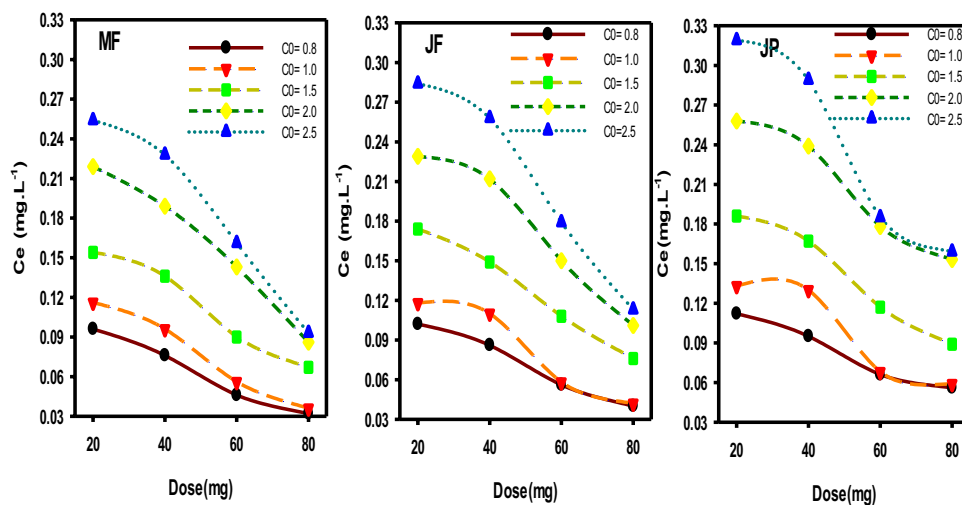 MF
C0= 0.8
C0= 1.0
C0= 1.5
C0= 2.0
C0= 2.5
0.33
0.30
0.27
0.24
0.21
0.18
0.15
0.12
0.09
0.06
0.03
Ce (mg.L⁻¹)
20 40 60 80
Dose(mg)
JF
C0= 0.8
C0= 1.0
C0= 1.5
C0= 2.0
C0=2.5
0.33
0.30
0.27
0.24
0.21
0.18
0.15
0.12
0.09
0.06
0.03
Ce (mg.L⁻¹)
20 40 60 80
Dose(mg)
JP
C0= 0.8
C0= 1.0
C0= 1.5
C0= 2.0
C0= 2.5
0.33
0.30
0.27
0.24
0.21
0.18
0.15
0.12
0.09
0.06
0.03
Ce (mg.L⁻¹)
20 40 60 80
Dose(mg)